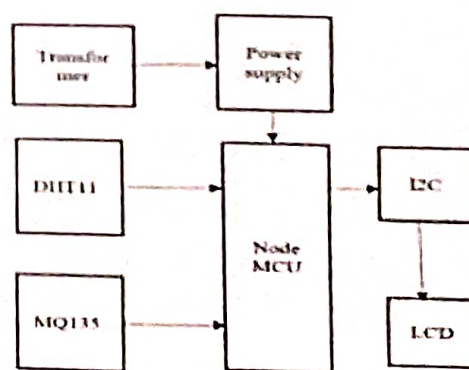 Transfor
mer
Power
supply
DHT11
I2C
Node
MCU
MQ135
LCD